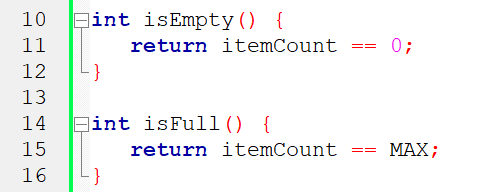 10 int isEmpty() {
11    return itemCount == 0;
12 }
13
14 int isFull() {
15    return itemCount == MAX;
16 }